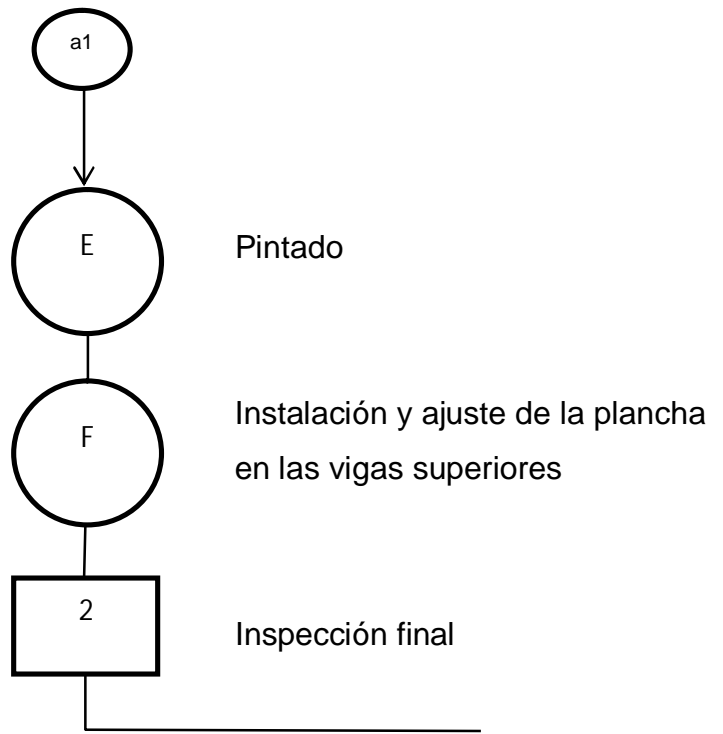 a1
E
Pintado
F
Instalación y ajuste de la plancha
en las vigas superiores
2
Inspección final